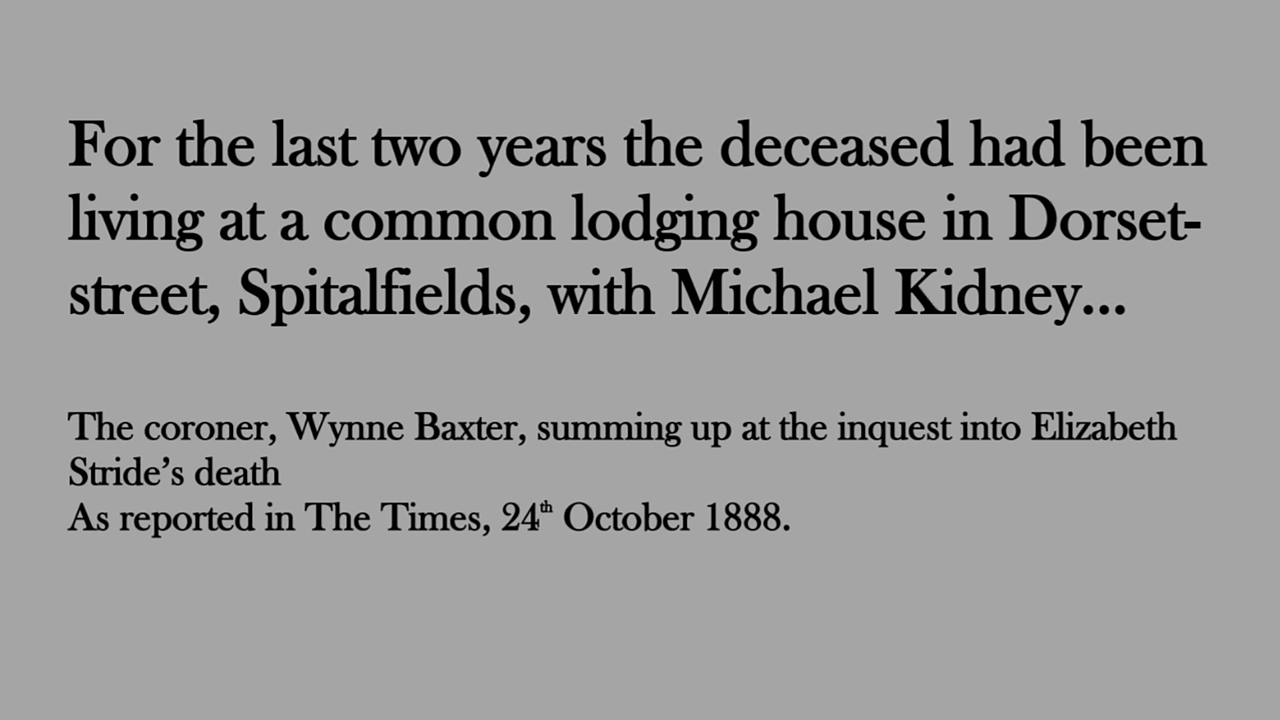 For the last two years the deceased had been
living at a common lodging house in Dorset-
street, Spitalfields, with Michael Kidney...
The coroner, Wynne Baxter, summing up at the inquest into Elizabeth
Stride’s death
As reported in The Times, 24th October 1888.